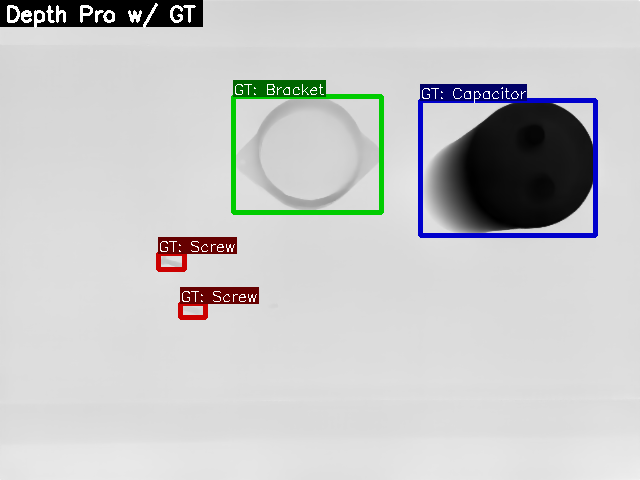 Depth Pro w/ GT
GT: Bracket
GT: Capacitor
GT: Screw
GT: Screw